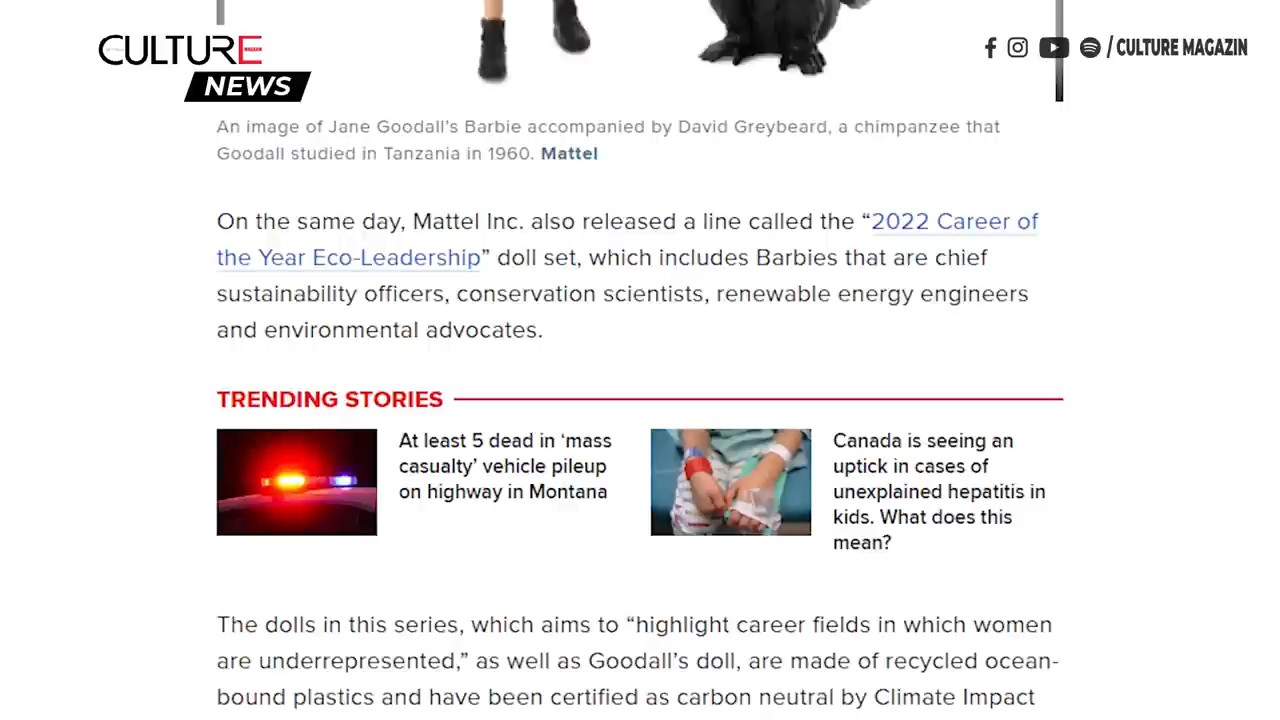 CULTURE
NEWS
/ CULTURE MAGAZIN
An image of Jane Goodall's Barbie accompanied by David Greybeard, a chimpanzee that
Goodall studied in Tanzania in 1960. Mattel
On the same day, Mattel Inc. also released a line called the “2022 Career of
the Year Eco-Leadership” doll set, which includes Barbies that are chief
sustainability officers, conservation scientists, renewable energy engineers
and environmental advocates.
TRENDING STORIES
At least 5 dead in ‘mass
casualty’ vehicle pileup
on highway in Montana
Canada is seeing an
uptick in cases of
unexplained hepatitis in
kids. What does this
mean?
The dolls in this series, which aims to “highlight career fields in which women
are underrepresented,” as well as Goodall’s doll, are made of recycled ocean-
bound plastics and have been certified as carbon neutral by Climate Impact